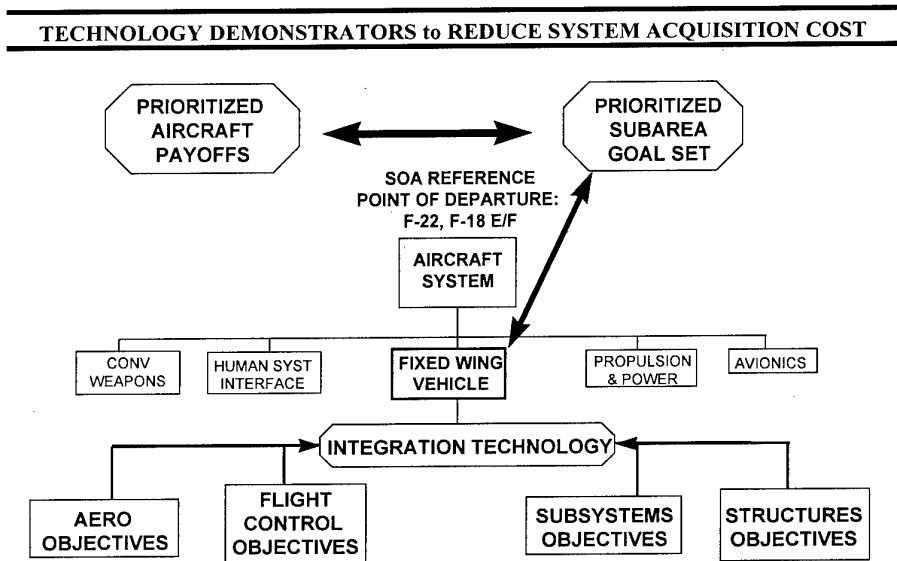 TECHNOLOGY DEMONSTRATORS to REDUCE SYSTEM ACQUISITION COST
PRIORITIZED
AIRCRAFT
PAYOFFS
PRIORITIZED
SUBAREA
GOAL SET
SOA REFERENCE
POINT OF DEPARTURE:
F-22, F-18 E/F
AIRCRAFT
SYSTEM
CONV
WEAPONS
HUMAN SYST
INTERFACE
FIXED WING
VEHICLE
PROPULSION
& POWER
AVIONICS
INTEGRATION TECHNOLOGY
AERO
OBJECTIVES
FLIGHT
CONTROL
OBJECTIVES
SUBSYSTEMS
OBJECTIVES
STRUCTURES
OBJECTIVES